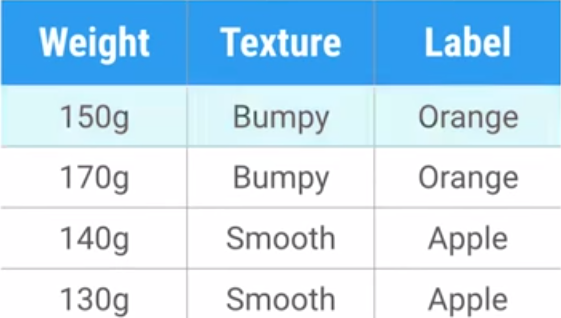 Weight Texture Label
150g Bumpy Orange
170g Bumpy Orange
140g Smooth Apple
130g Smooth Apple